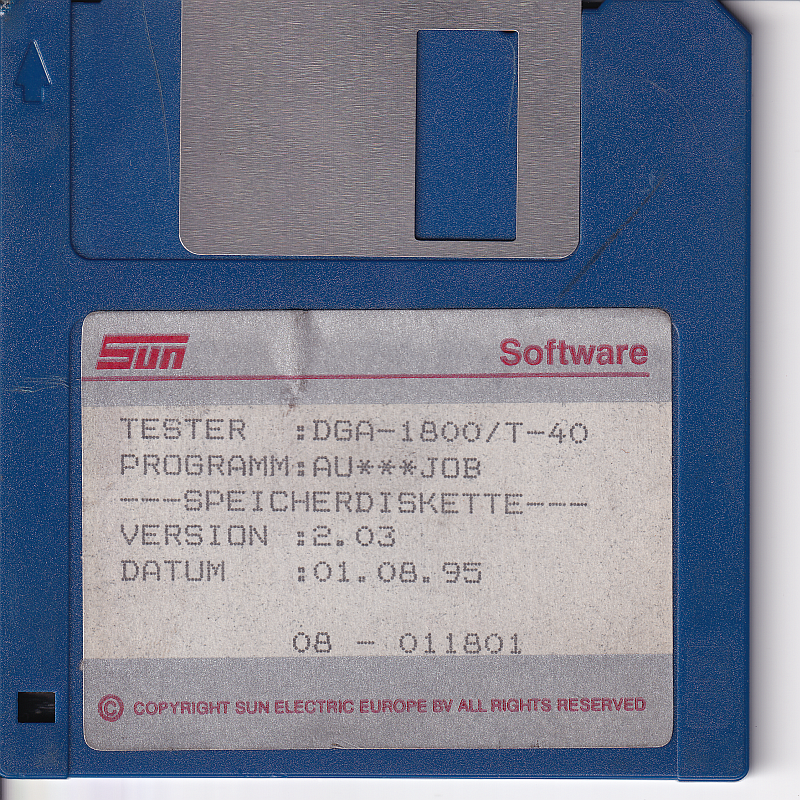 Sun Software
TESTER :DGA-1800/T-40
PROGRAMM:AU***JOB
---SPEICHERDISKETTE---
VERSION :2.03
DATUM :01.08.95
08 - 011801
© COPYRIGHT SUN ELECTRIC EUROPE BV ALL RIGHTS RESERVED